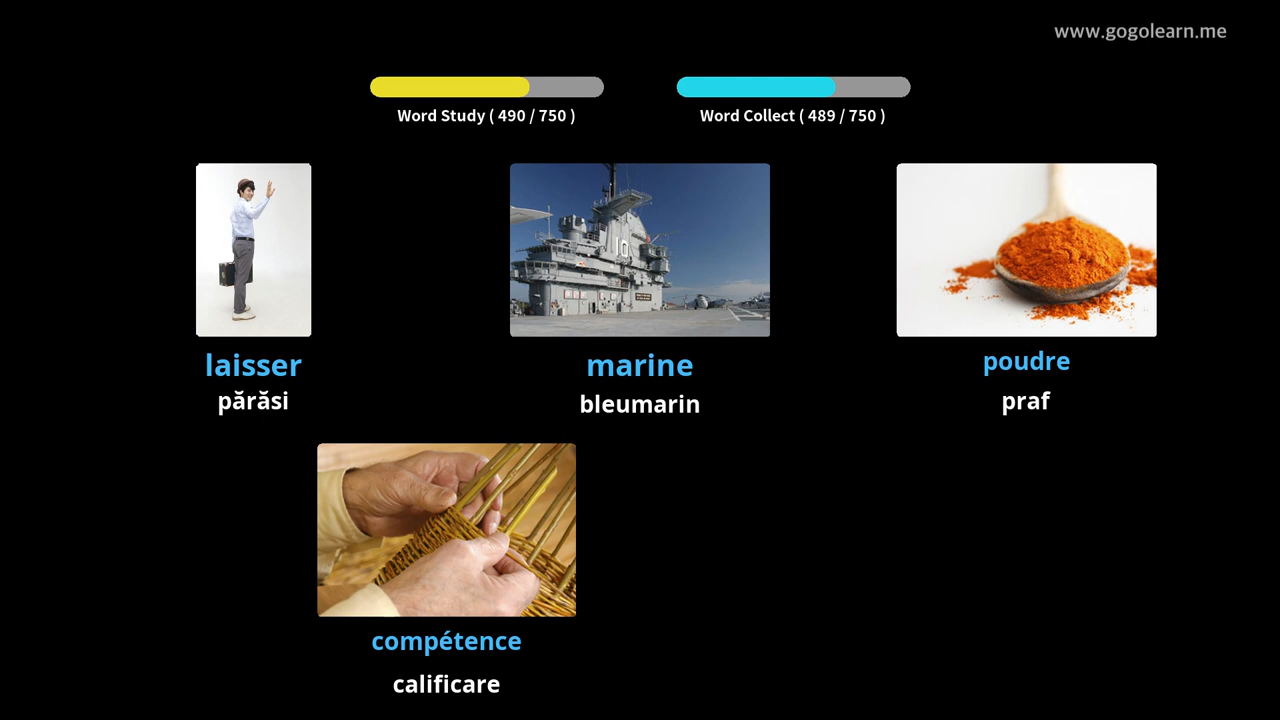 www.gogolearn.me
Word Study ( 490 / 750 )
Word Collect ( 489 / 750 )
10
laisser
părăsi
marine
bleumarin
poudre
praf
compétence
calificare